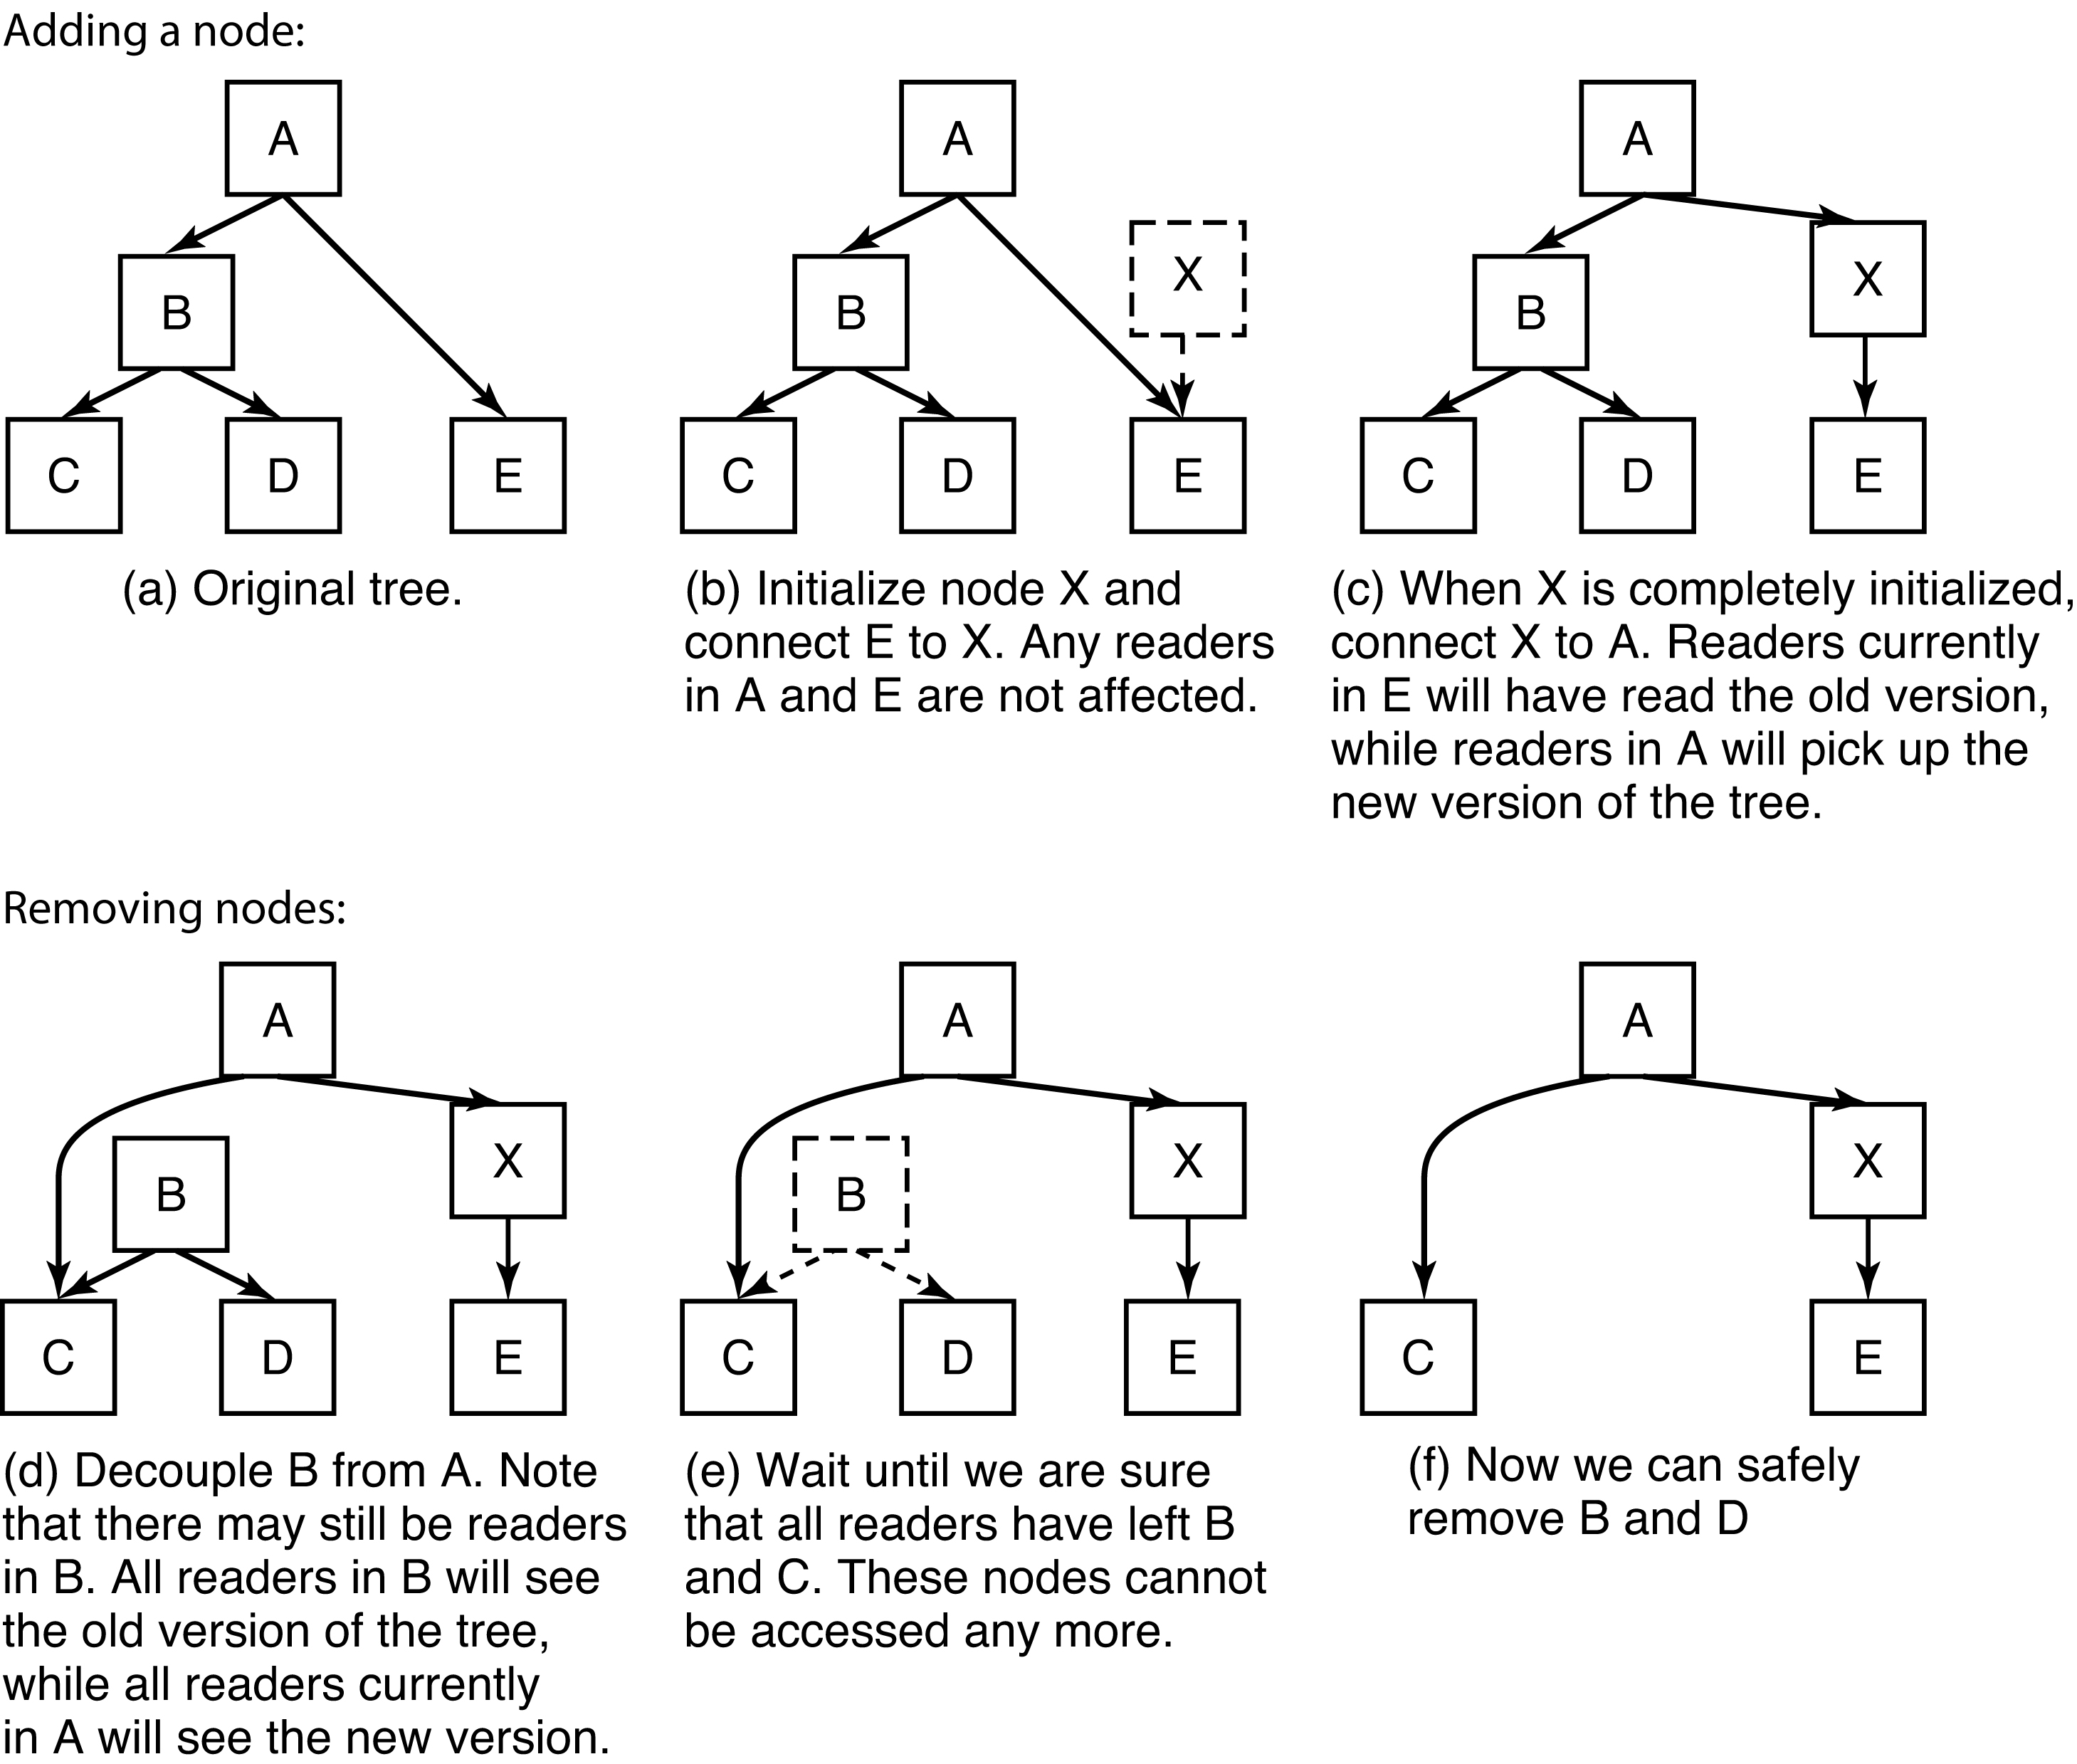 Adding a node:
A
B
C D E
(a) Original tree.
A
X
B
C D E
(b) Initialize node X and
connect E to X. Any readers
in A and E are not affected.
A
X
B
C D E
(c) When X is completely initialized,
connect X to A. Readers currently
in E will have read the old version,
while readers in A will pick up the
new version of the tree.
Removing nodes:
A
X
B
C D E
(d) Decouple B from A. Note
that there may still be readers
in B. All readers in B will see
the old version of the tree,
while all readers currently
in A will see the new version.
A
X
B
C D E
(e) Wait until we are sure
that all readers have left B
and C. These nodes cannot
be accessed any more.
A
X
C E
(f) Now we can safely
remove B and D